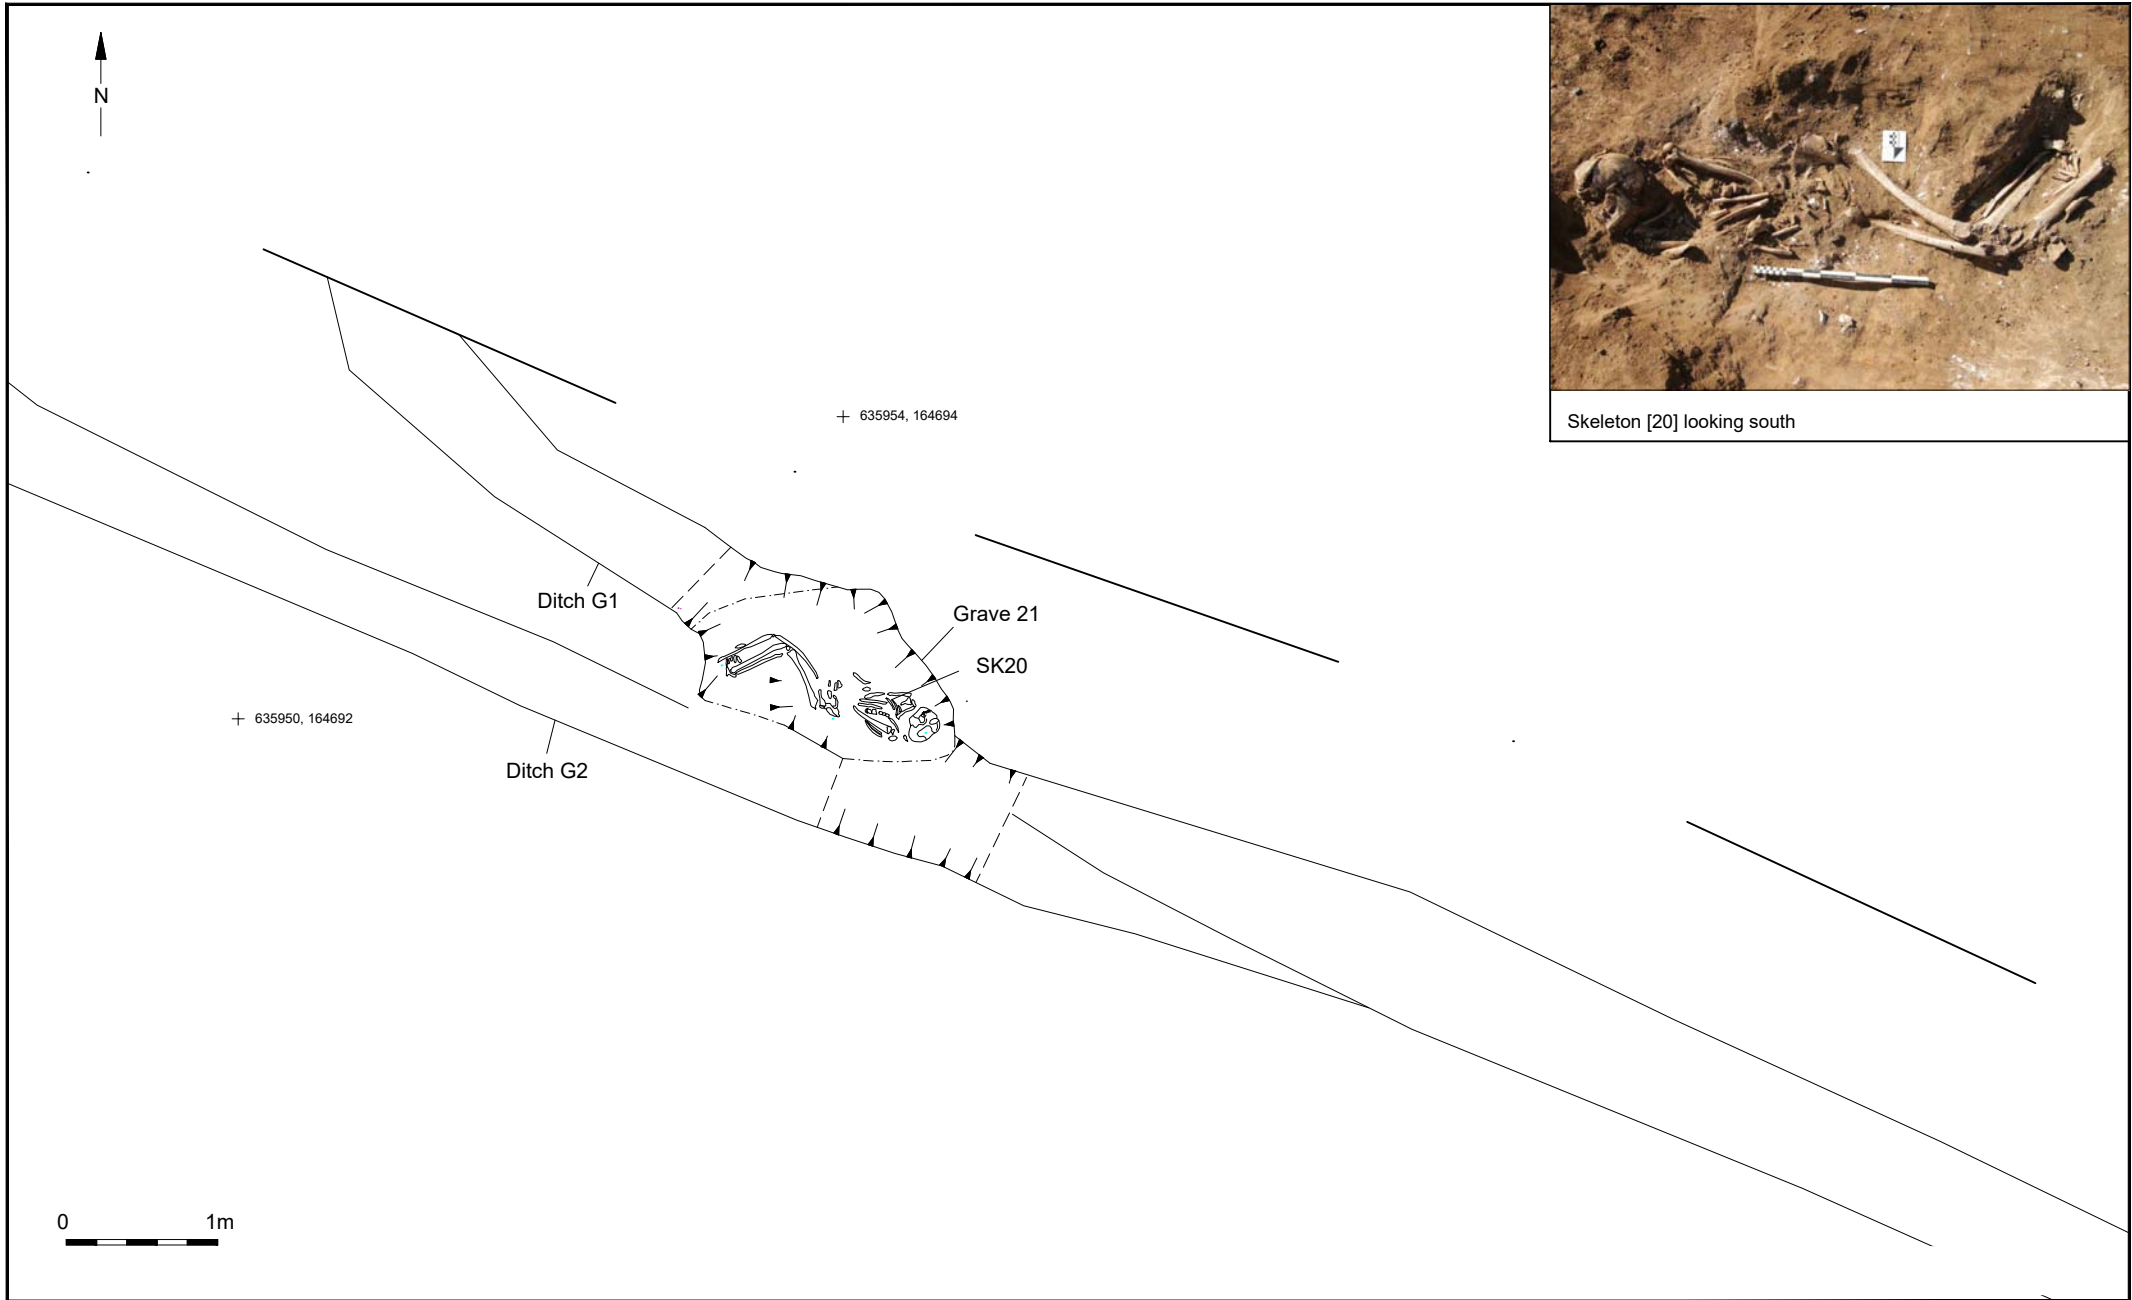 N
Skeleton [20] looking south
635954, 164694
Ditch G1
Grave 21
SK20
635950, 164692
Ditch G2
0 1m